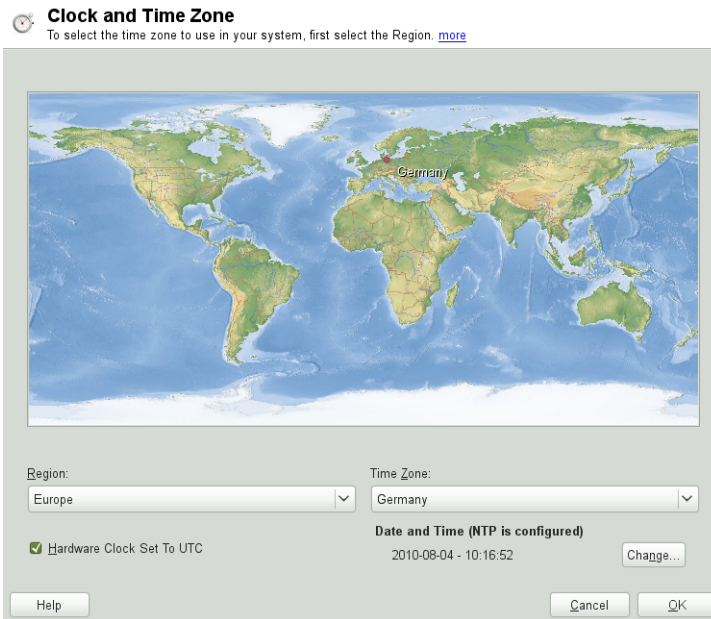 Clock and Time Zone
To select the time zone to use in your system, first select the Region. more
Germany
Region:
Time Zone:
Europe
Germany
Hardware Clock Set To UTC
Date and Time (NTP is configured)
2010-08-04 - 10:16:52
Change...
Help
Cancel
OK